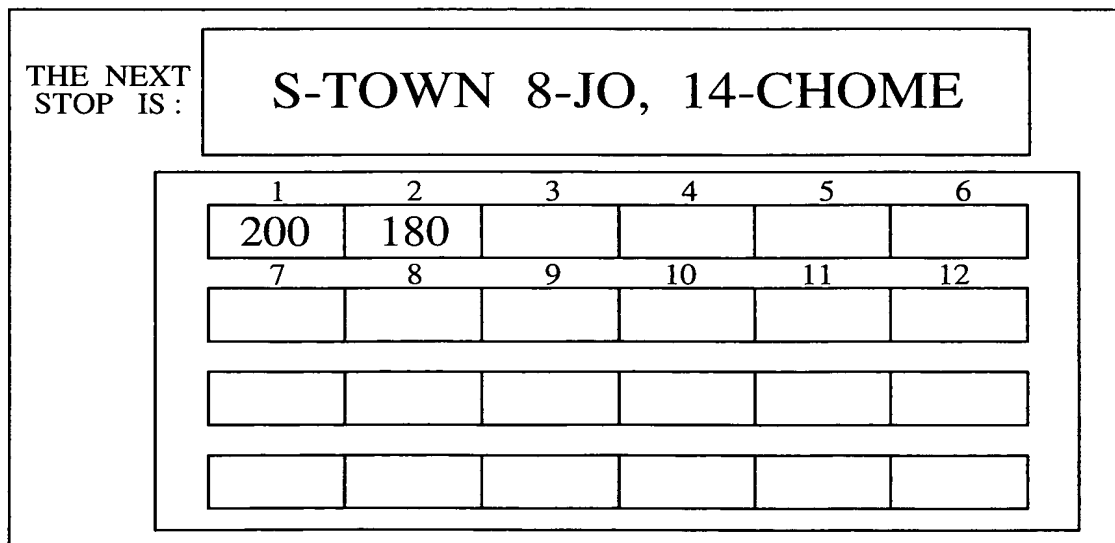 THE NEXT
STOP IS :
S-TOWN 8-JO, 14-CHOME
1 2 3 4 5 6
200 180
7 8 9 10 11 12